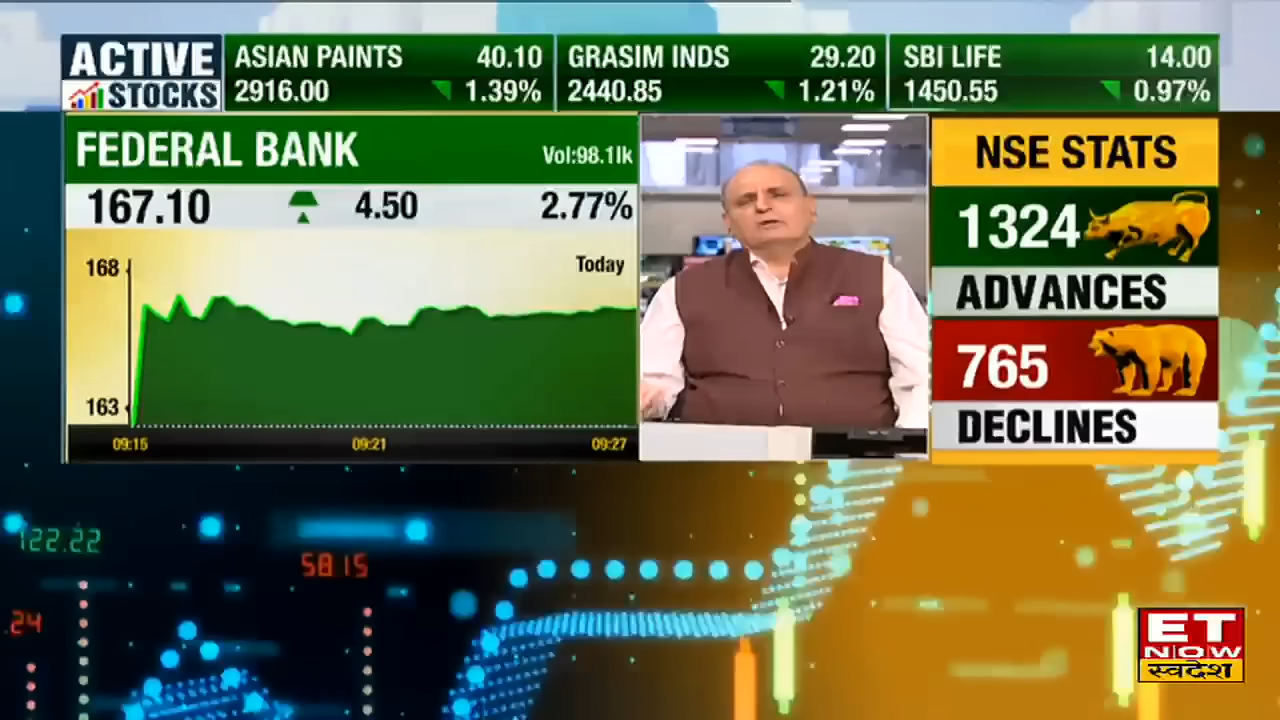 ACTIVE
STOCKS
ASIAN PAINTS 40.10
2916.00 1.39%
GRASIM INDS 29.20
2440.85 1.21%
SBI LIFE 14.00
1450.55 0.97%
FEDERAL BANK Vol:98.1lk
167.10 4.50 2.77%
Today
168
163
09:15 09:21 09:27
NSE STATS
1324
ADVANCES
765
DECLINES
122.22
58.15
.24
ET
NOW
स्वदेश